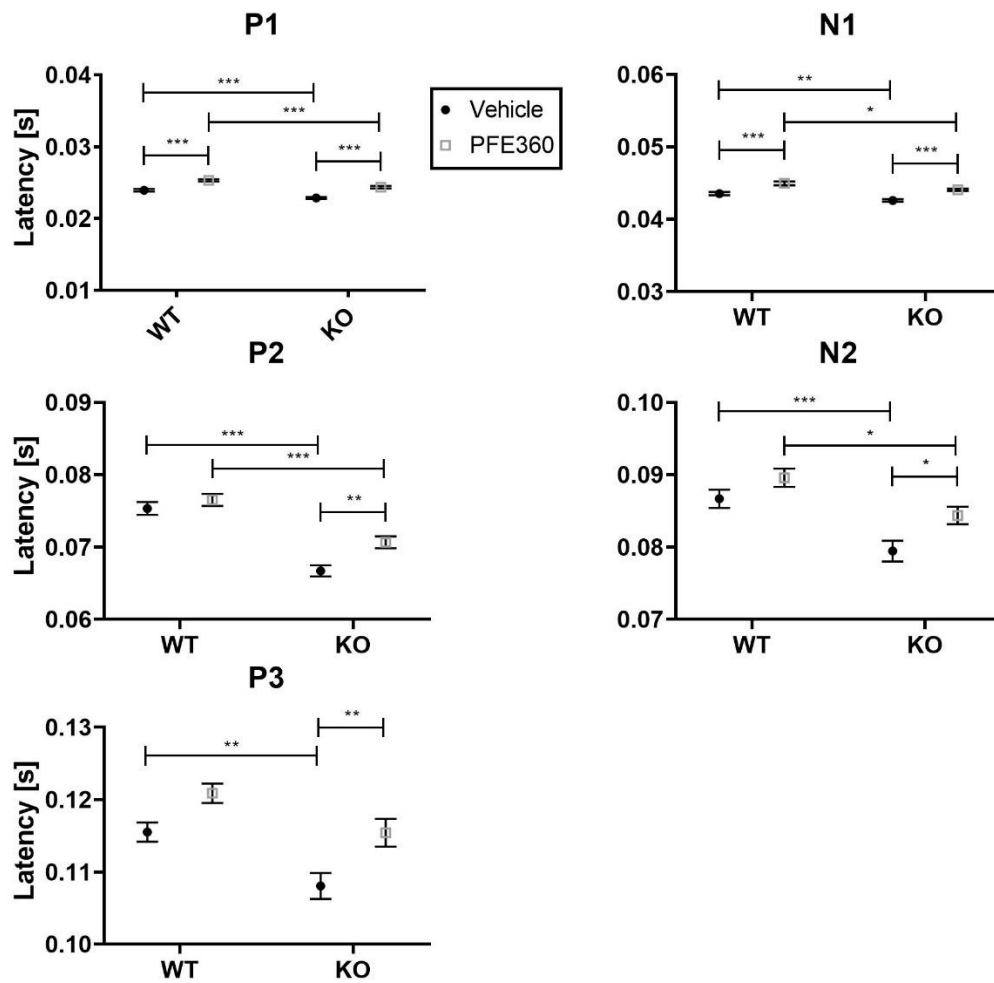 P1
Latency [s]
0.04
0.03
0.02
0.01
***
***
***
***
WT
KO
Vehicle
PFE360
N1
0.06
0.05
0.04
0.03
**
*
***
***
WT
KO
P2
Latency [s]
0.09
0.08
0.07
0.06
***
***
**
WT
KO
N2
0.10
0.09
0.08
0.07
***
*
*
WT
KO
P3
Latency [s]
0.13
0.12
0.11
0.10
**
**
WT
KO